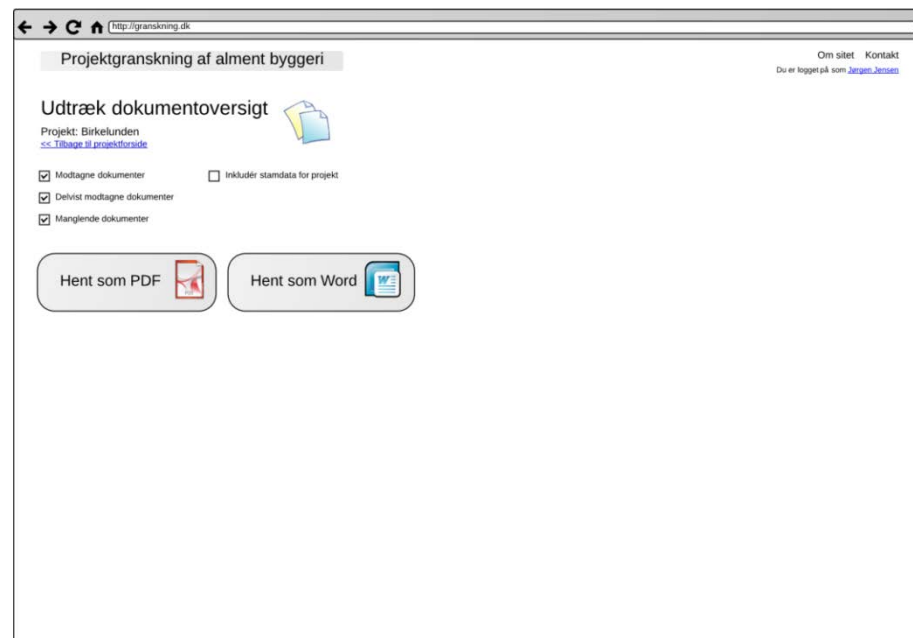 http://granskning.dk
Projektgranskning af alment byggeri
Om sitet Kontakt
Du er logget på som Jørgen Jensen
Udtræk dokumentoversigt
Projekt: Birkelunden
<< Tilbage til projektforside
Modtagne dokumenter
Inkludér stamdata for projekt
Delvist modtagne dokumenter
Manglende dokumenter
Hent som PDF
Hent som Word